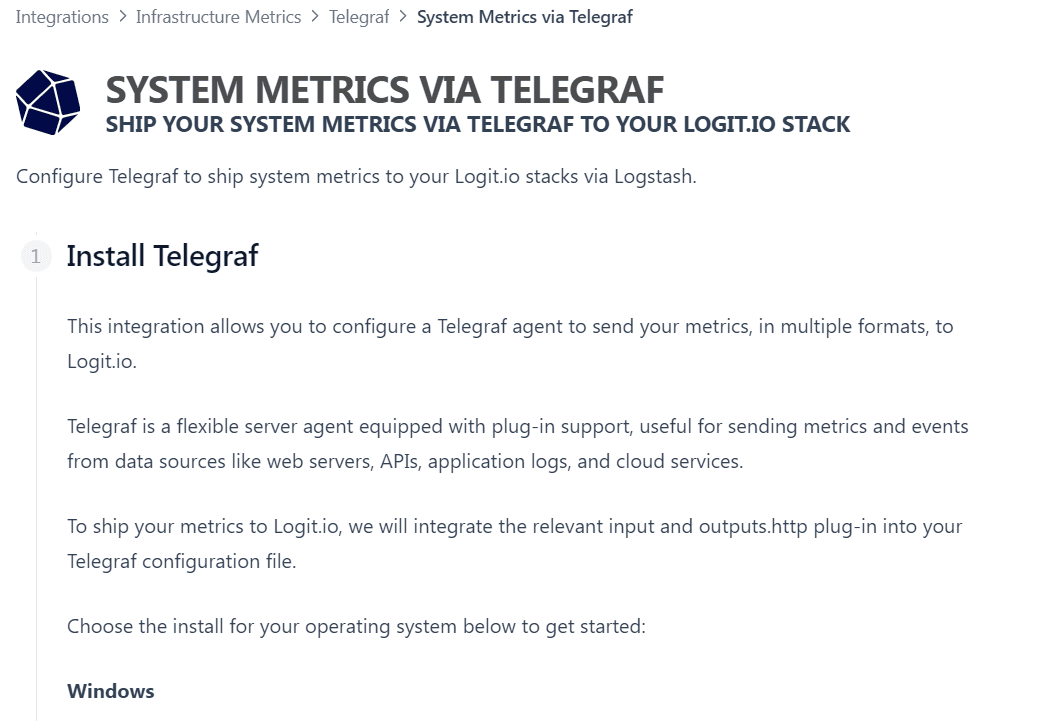 Integrations > Infrastructure Metrics > Telegraf > System Metrics via Telegraf
SYSTEM METRICS VIA TELEGRAF
SHIP YOUR SYSTEM METRICS VIA TELEGRAF TO YOUR LOGIT.IO STACK
Configure Telegraf to ship system metrics to your Logit.io stacks via Logstash.
1 Install Telegraf
This integration allows you to configure a Telegraf agent to send your metrics, in multiple formats, to
Logit.io.
Telegraf is a flexible server agent equipped with plug-in support, useful for sending metrics and events
from data sources like web servers, APIs, application logs, and cloud services.
To ship your metrics to Logit.io, we will integrate the relevant input and outputs.http plug-in into your
Telegraf configuration file.
Choose the install for your operating system below to get started:
Windows